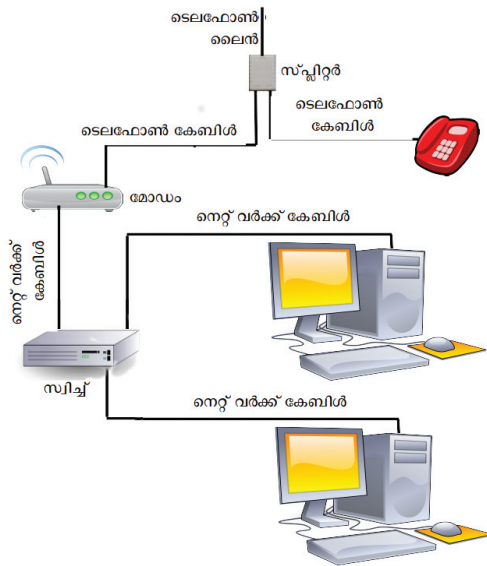 ടെലഫോൺ
ലൈൻ
സ്പ്ലിറ്റർ
ടെലഫോൺ
കേബിൾ
ടെലഫോൺ കേബിൾ
മോഡം
നെറ്റ് വർക്ക് കേബിൾ
നെറ്റ് വർക്ക്
കേബിൾ
സ്വിച്ച്
നെറ്റ് വർക്ക് കേബിൾ